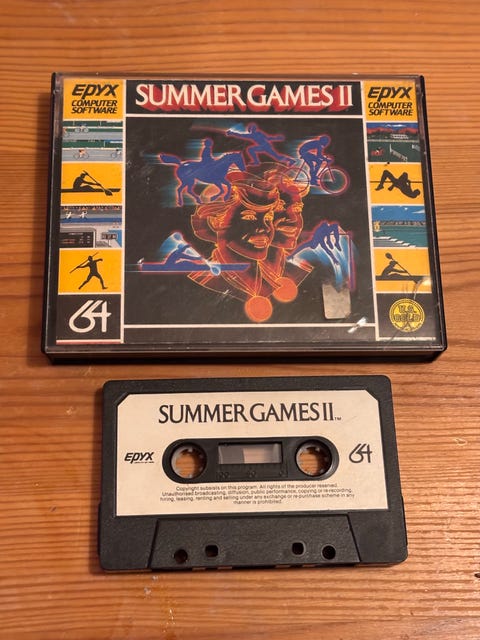 EPYX
COMPUTER
SOFTWARE
SUMMER GAMES II
EPYX
COMPUTER
SOFTWARE
64
U.S.
GOLD
SUMMER GAMES II™
EPYX
64
Copyright subsists on this program. All rights of the producer reserved.
Unauthorised broadcasting, diffusion, public performance, copying or re-recording,
hiring, leasing, renting and selling under any exchange or re-purchase scheme in any
manner is prohibited.